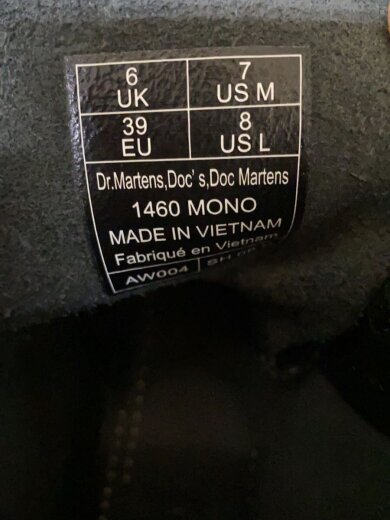 6 UK
7 US M
39 EU
8 US L
Dr.Martens,Doc's,Doc Martens
1460 MONO
MADE IN VIETNAM
Fabriqué en Vietnam
AW004 SH